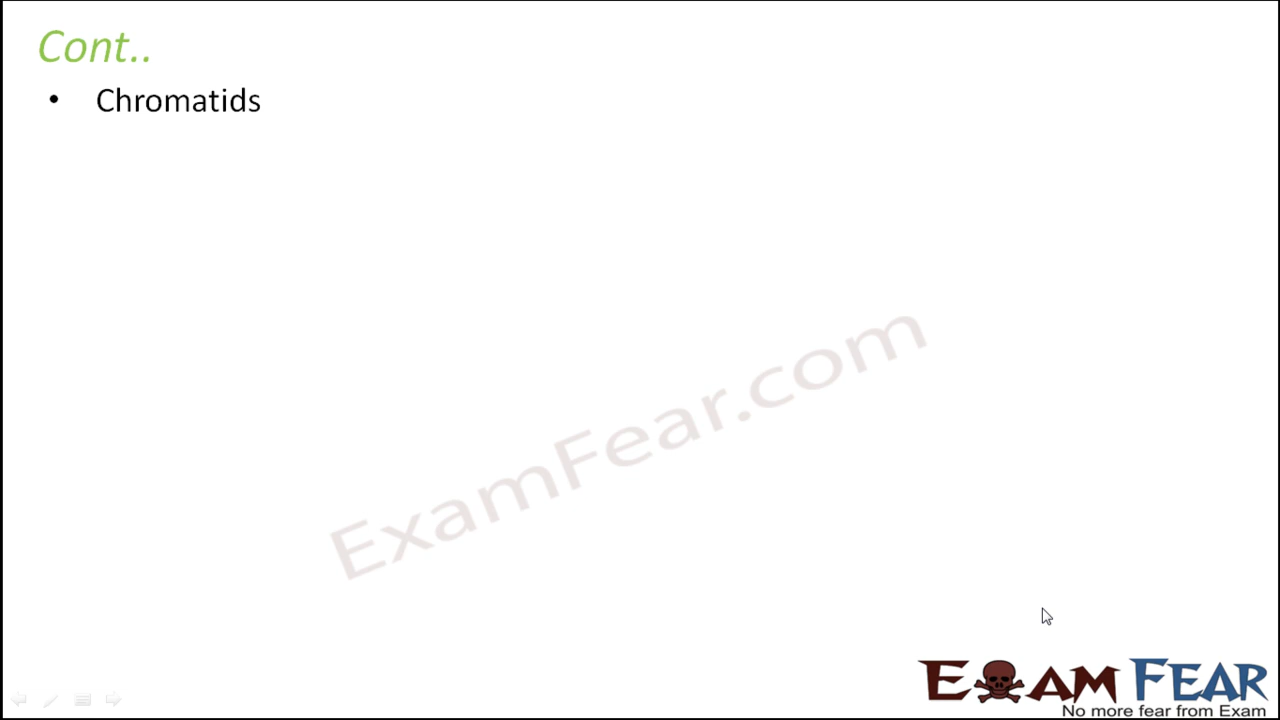 Cont..
• Chromatids
ExamFear.com
EXAM FEAR
No more fear from Exam